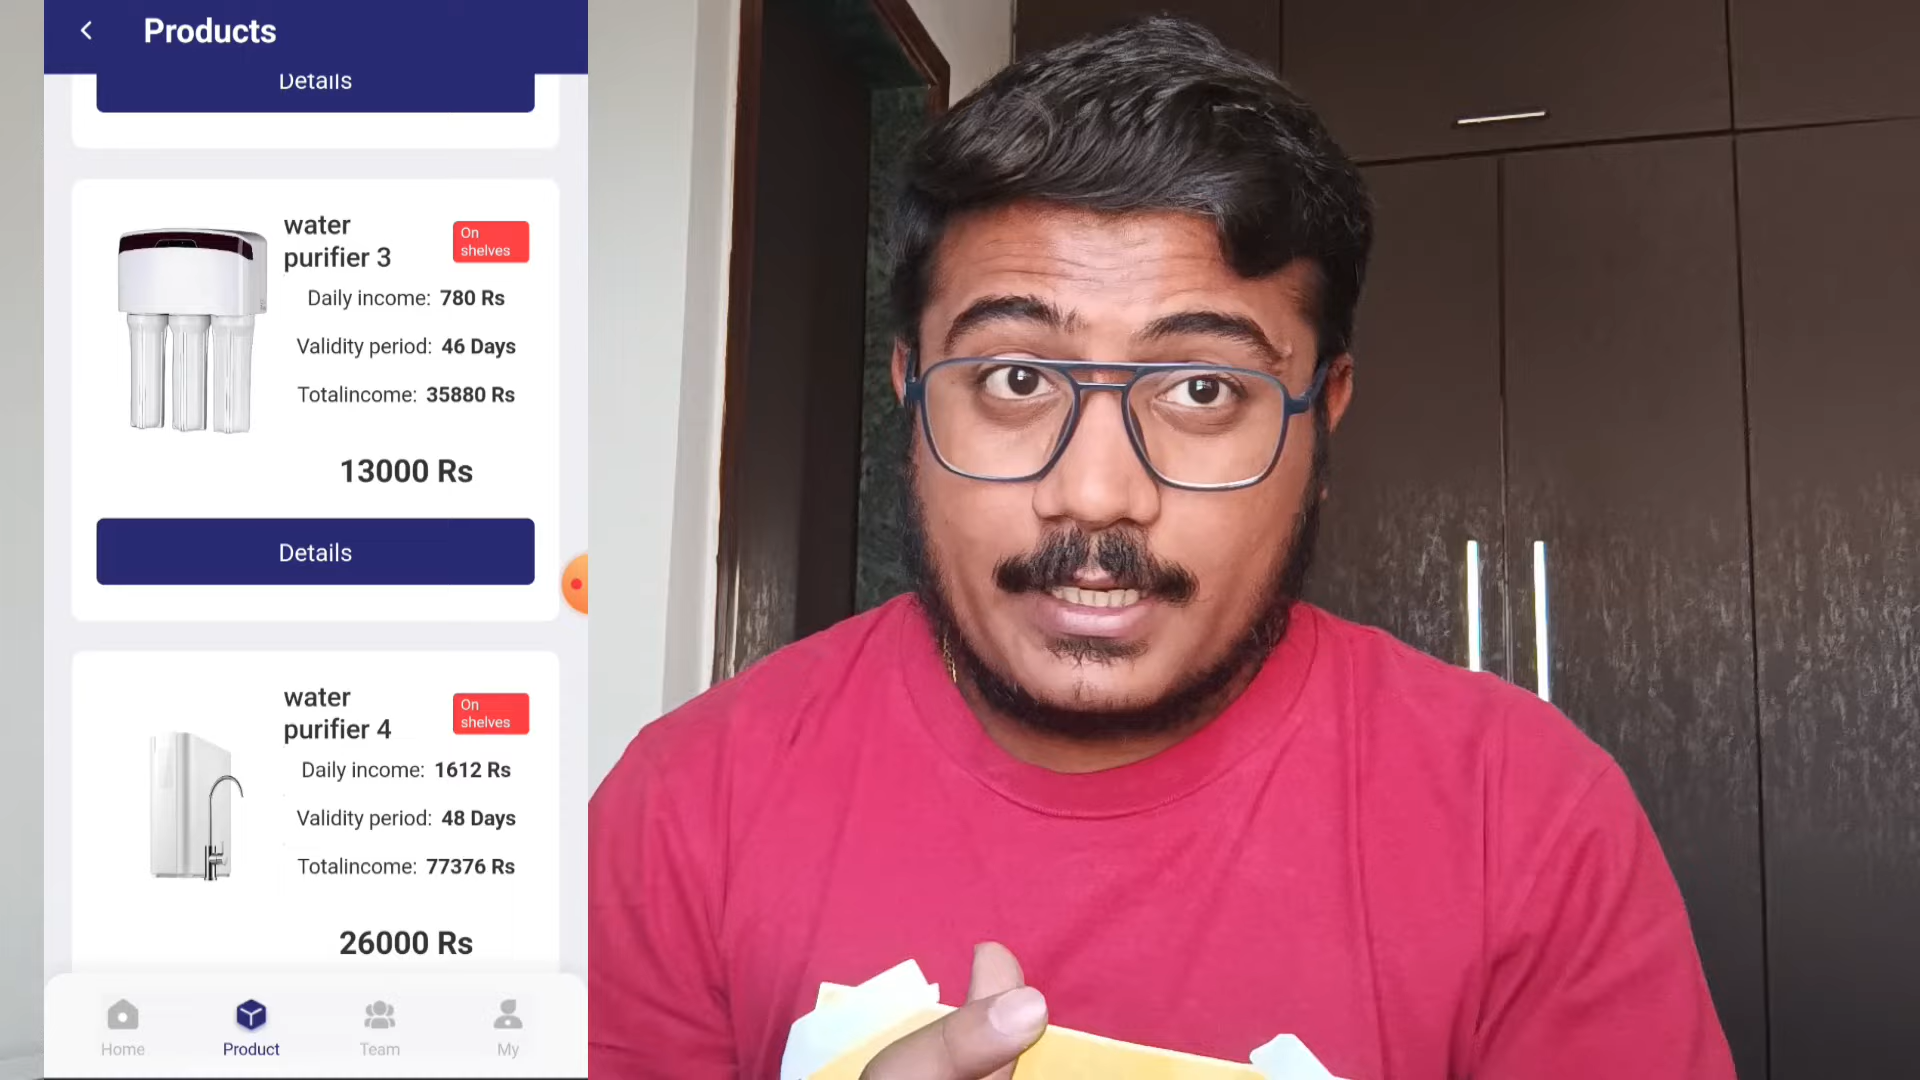 Products
Details
water
purifier 3
On
shelves
Daily income: 780 Rs
Validity period: 46 Days
Totalincome: 35880 Rs
13000 Rs
Details
water
purifier 4
On
shelves
Daily income: 1612 Rs
Validity period: 48 Days
Totalincome: 77376 Rs
26000 Rs
Home
Product
Team
My